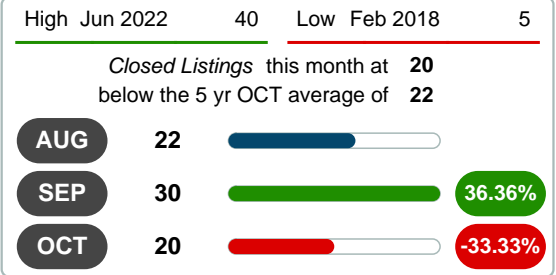 High Jun 2022 40 Low Feb 2018 5
Closed Listings this month at 20
below the 5 yr OCT average of 22
AUG 22
SEP 30 36.36%
OCT 20 -33.33%